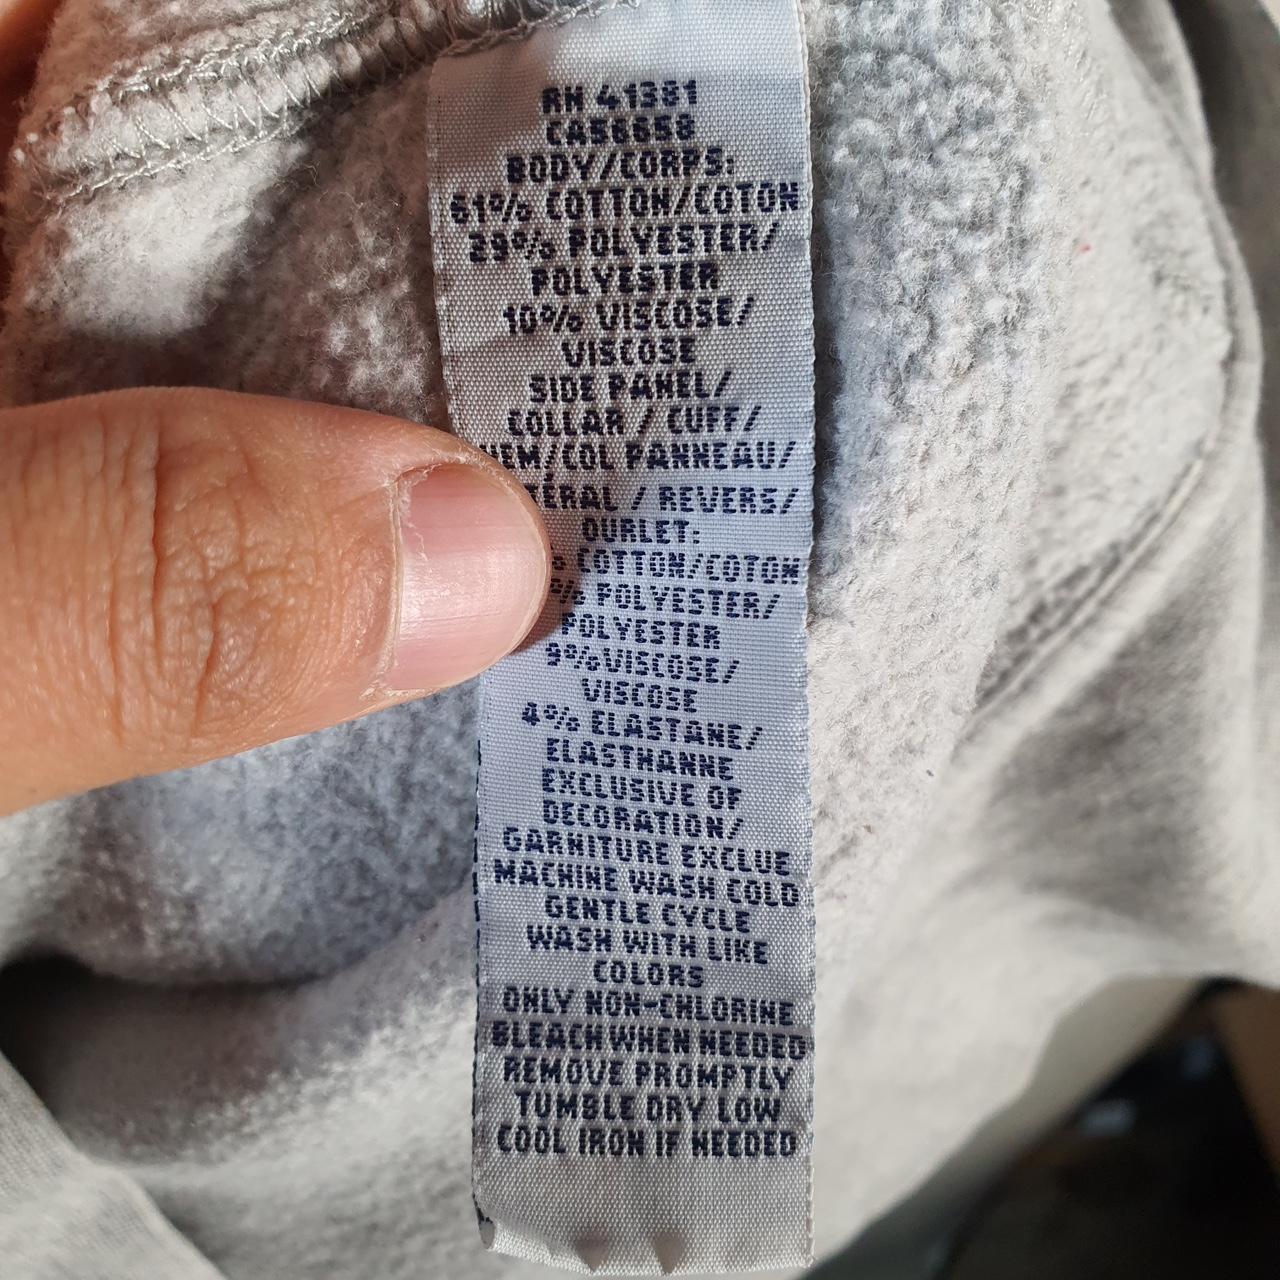 RN 41381
CA58658
BODY/CORPS:
61% COTTON/COTON
29% POLYESTER/
POLYESTER
10% VISCOSE/
VISCOSE
SIDE PANEL/
COLLAR / CUFF/
HEM/COL PANNEAU/
TÉRAL / REVERS/
OURLET:
% COTTON/COTON
% POLYESTER/
POLYESTER
9% VISCOSE/
VISCOSE
4% ELASTANE/
ELASTHANNE
EXCLUSIVE OF
DECORATION/
GARNITURE EXCLUE
MACHINE WASH COLD
GENTLE CYCLE
WASH WITH LIKE
COLORS
ONLY NON-CHLORINE
BLEACH WHEN NEEDED
REMOVE PROMPTLY
TUMBLE DRY LOW
COOL IRON IF NEEDED